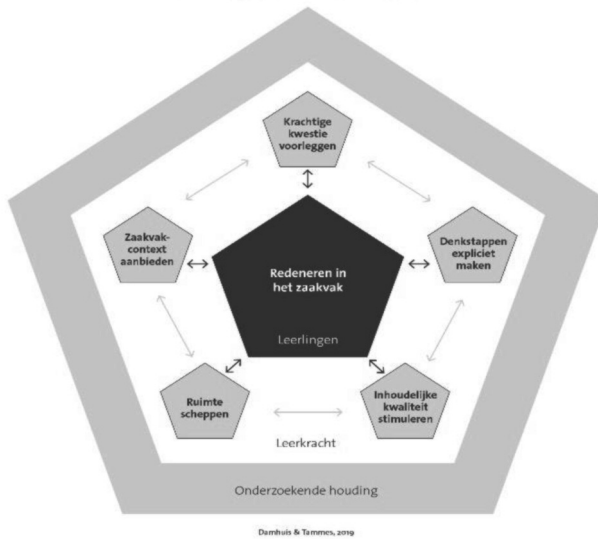 Krachtige
kwestie
voorleggen
Zaakvak-
context
aanbieden
Denkstappen
expliciet
maken
Redeneren in
het zaakvak
Leerlingen
Ruimte
scheppen
Inhoudelijke
kwaliteit
stimuleren
Leerkracht
Onderzoekende houding
Damhuis & Tammes, 2019